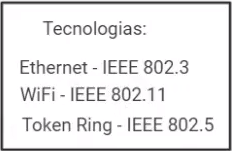 Tecnologias:
Ethernet - IEEE 802.3
WiFi - IEEE 802.11
Token Ring - IEEE 802.5